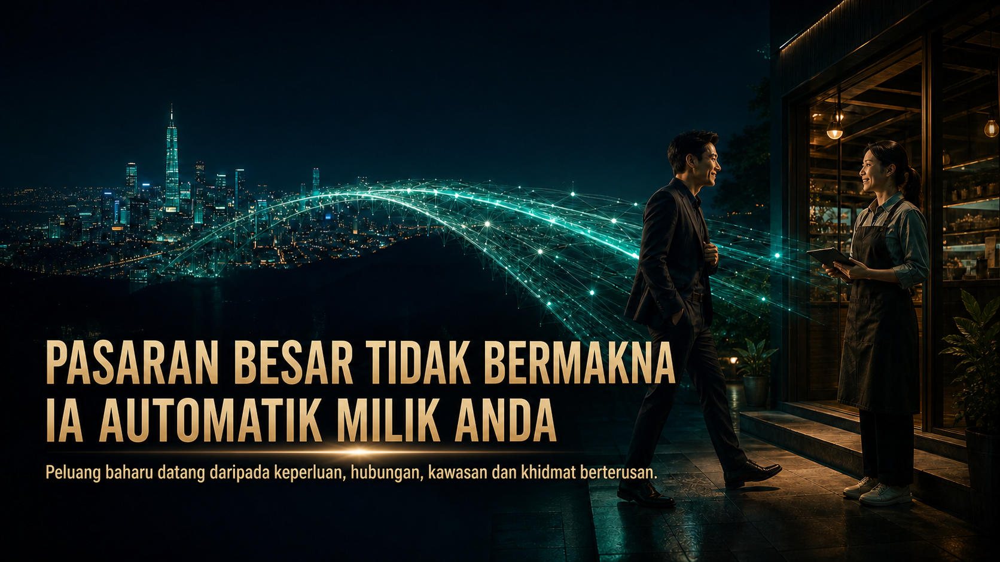 PASARAN BESAR TIDAK BERMAKNA
IA AUTOMATIK MILIK ANDA
Peluang baharu datang daripada keperluan, hubungan, kawasan dan khidmat berterusan.